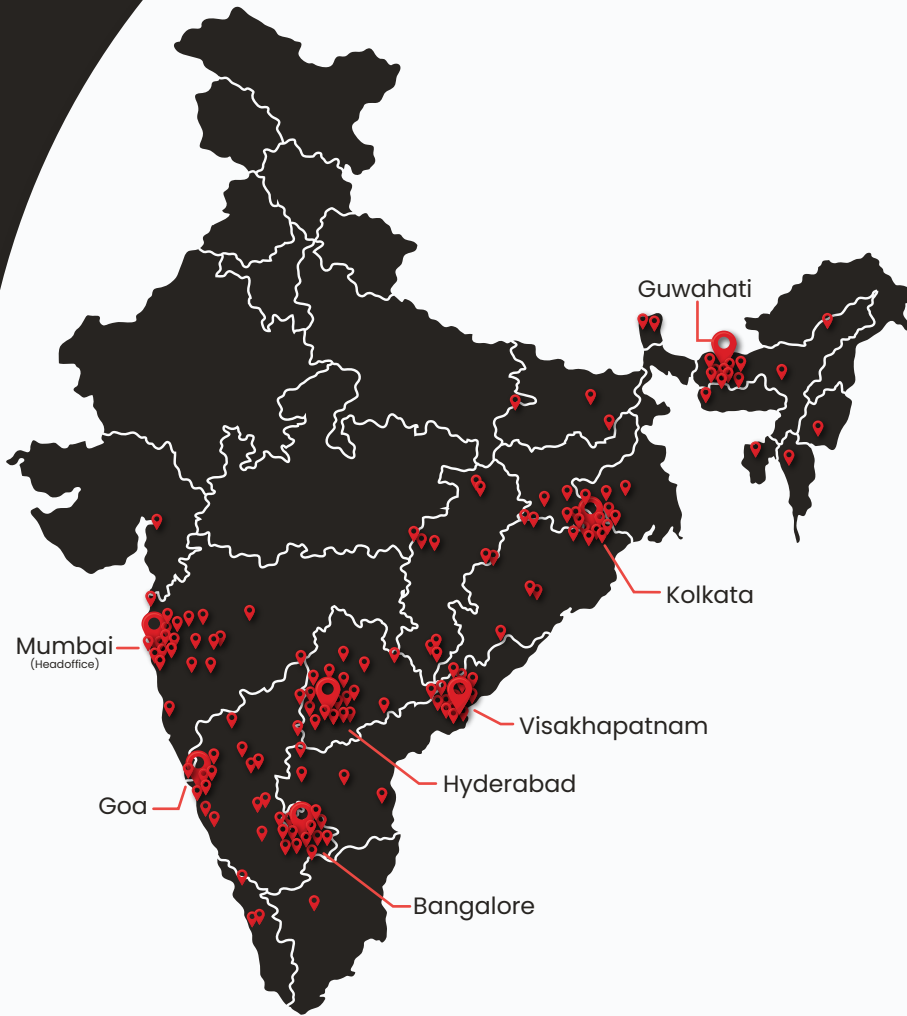 Guwahati
Kolkata
Mumbai
(Headoffice)
Visakhapatnam
Hyderabad
Goa
Bangalore